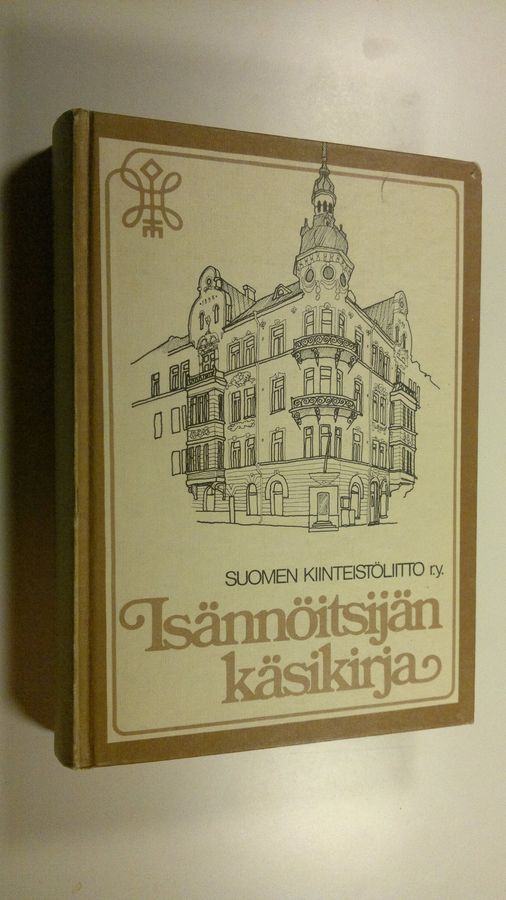 SUOMEN KIINTEISTÖLIITTO r.y.
Isännöitsijän
käsikirja